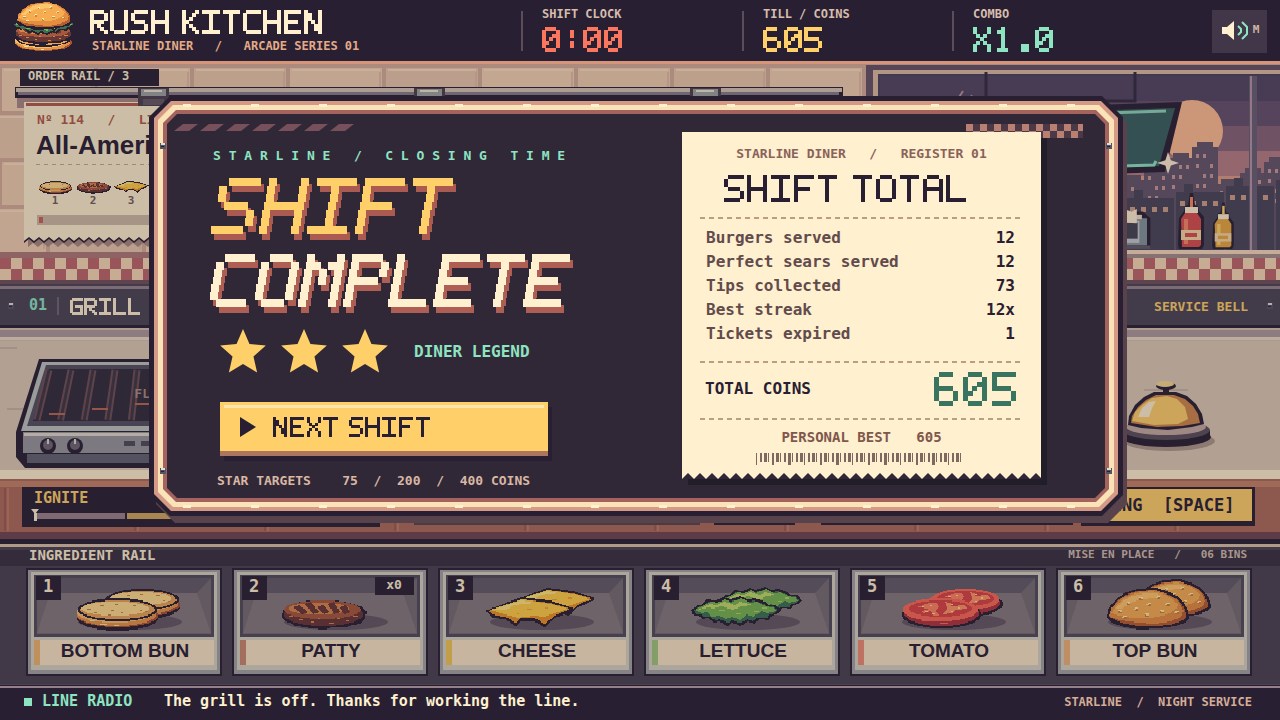 RUSH KITCHEN
STARLINE DINER / ARCADE SERIES 01
SHIFT CLOCK
0:00
TILL / COINS
605
COMBO
X1.0
M
ORDER RAIL / 3
Nº 114 /
All-Ameri
1 2 3
- 01 GRILL
SERVICE BELL -
STARLINE / CLOSING TIME
SHIFT
COMPLETE
DINER LEGEND
NEXT SHIFT
STAR TARGETS 75 / 200 / 400 COINS
STARLINE DINER / REGISTER 01
SHIFT TOTAL
Burgers served 12
Perfect sears served 12
Tips collected 73
Best streak 12x
Tickets expired 1
TOTAL COINS 605
PERSONAL BEST 605
IGNITE
NG [SPACE]
INGREDIENT RAIL
MISE EN PLACE / 06 BINS
1 BOTTOM BUN
2 x0 PATTY
3 CHEESE
4 LETTUCE
5 TOMATO
6 TOP BUN
LINE RADIO The grill is off. Thanks for working the line.
STARLINE / NIGHT SERVICE